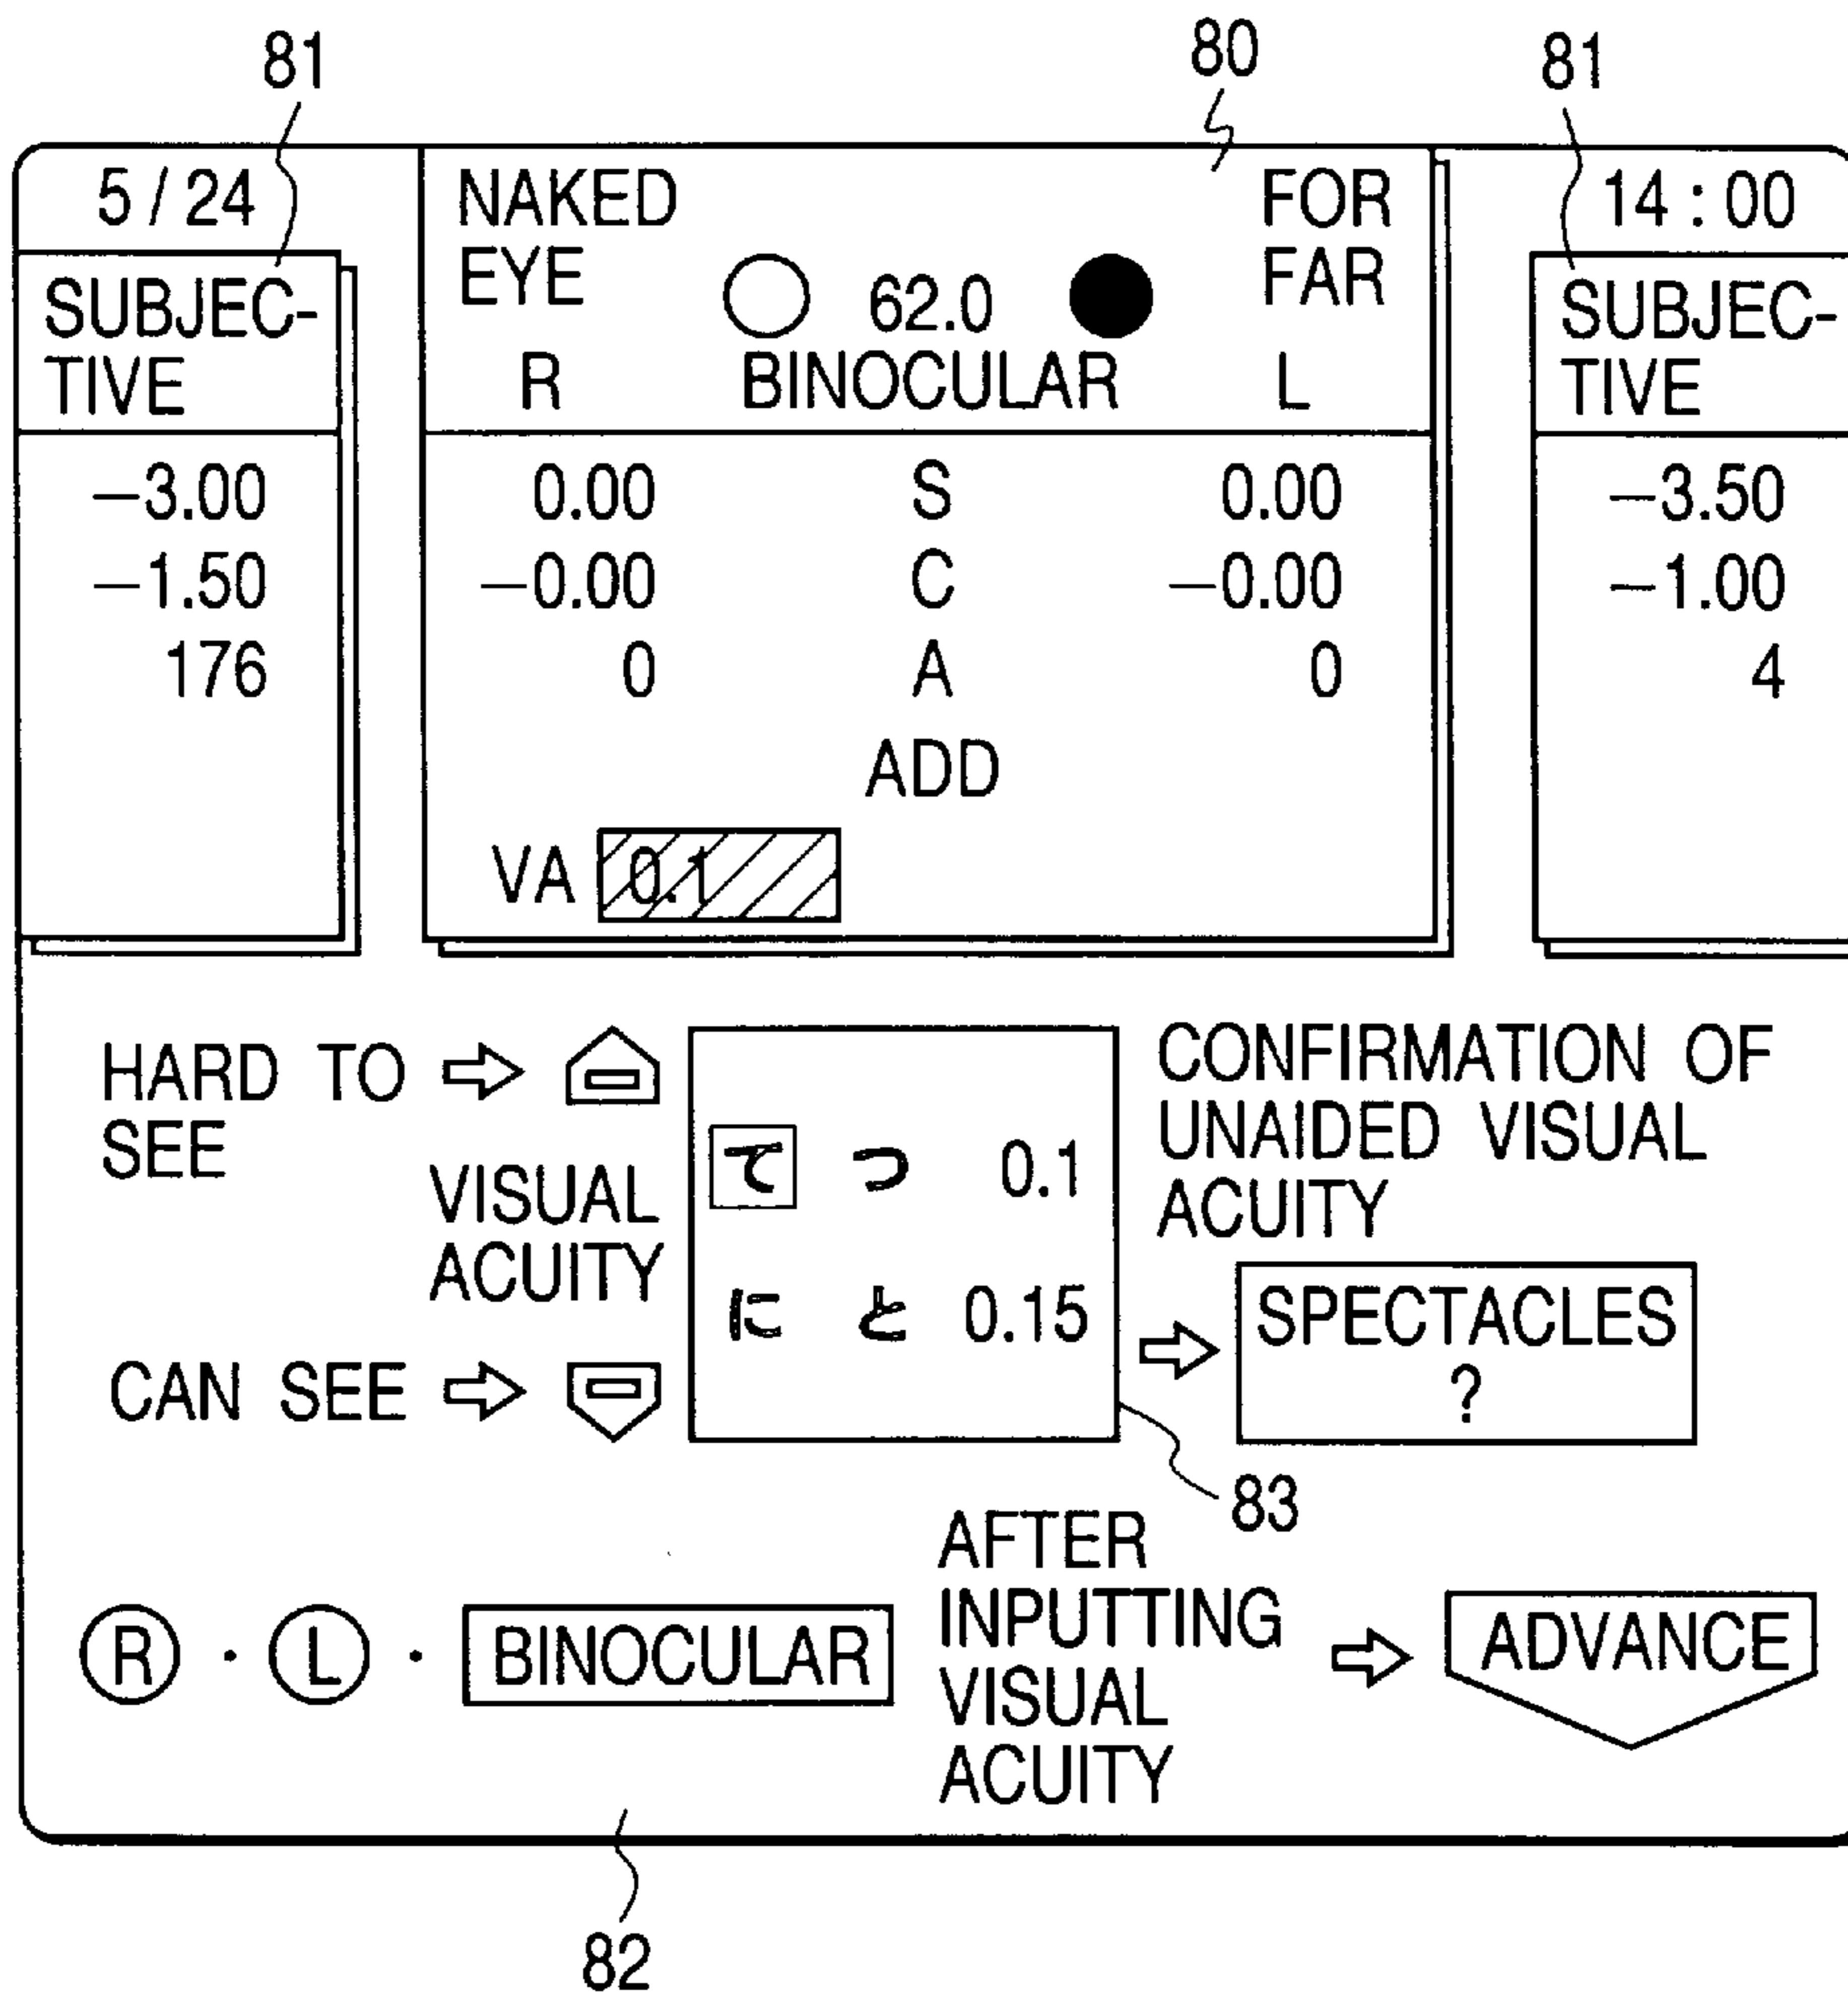 81 80 81
5 / 24 NAKED FOR 14 : 00
EYE 62.0 FAR
SUBJEC- SUBJEC-
TIVE R BINOCULAR L TIVE
–3.00 0.00 S 0.00 –3.50
–1.50 –0.00 C –0.00 –1.00
176 0 A 0 4
ADD
VA 0.1
HARD TO
SEE
VISUAL
ACUITY
CAN SEE
て つ 0.1
に と 0.15
CONFIRMATION OF
UNAIDED VISUAL
ACUITY
SPECTACLES
?
83
R · L · BINOCULAR
AFTER
INPUTTING
VISUAL
ACUITY
ADVANCE
82